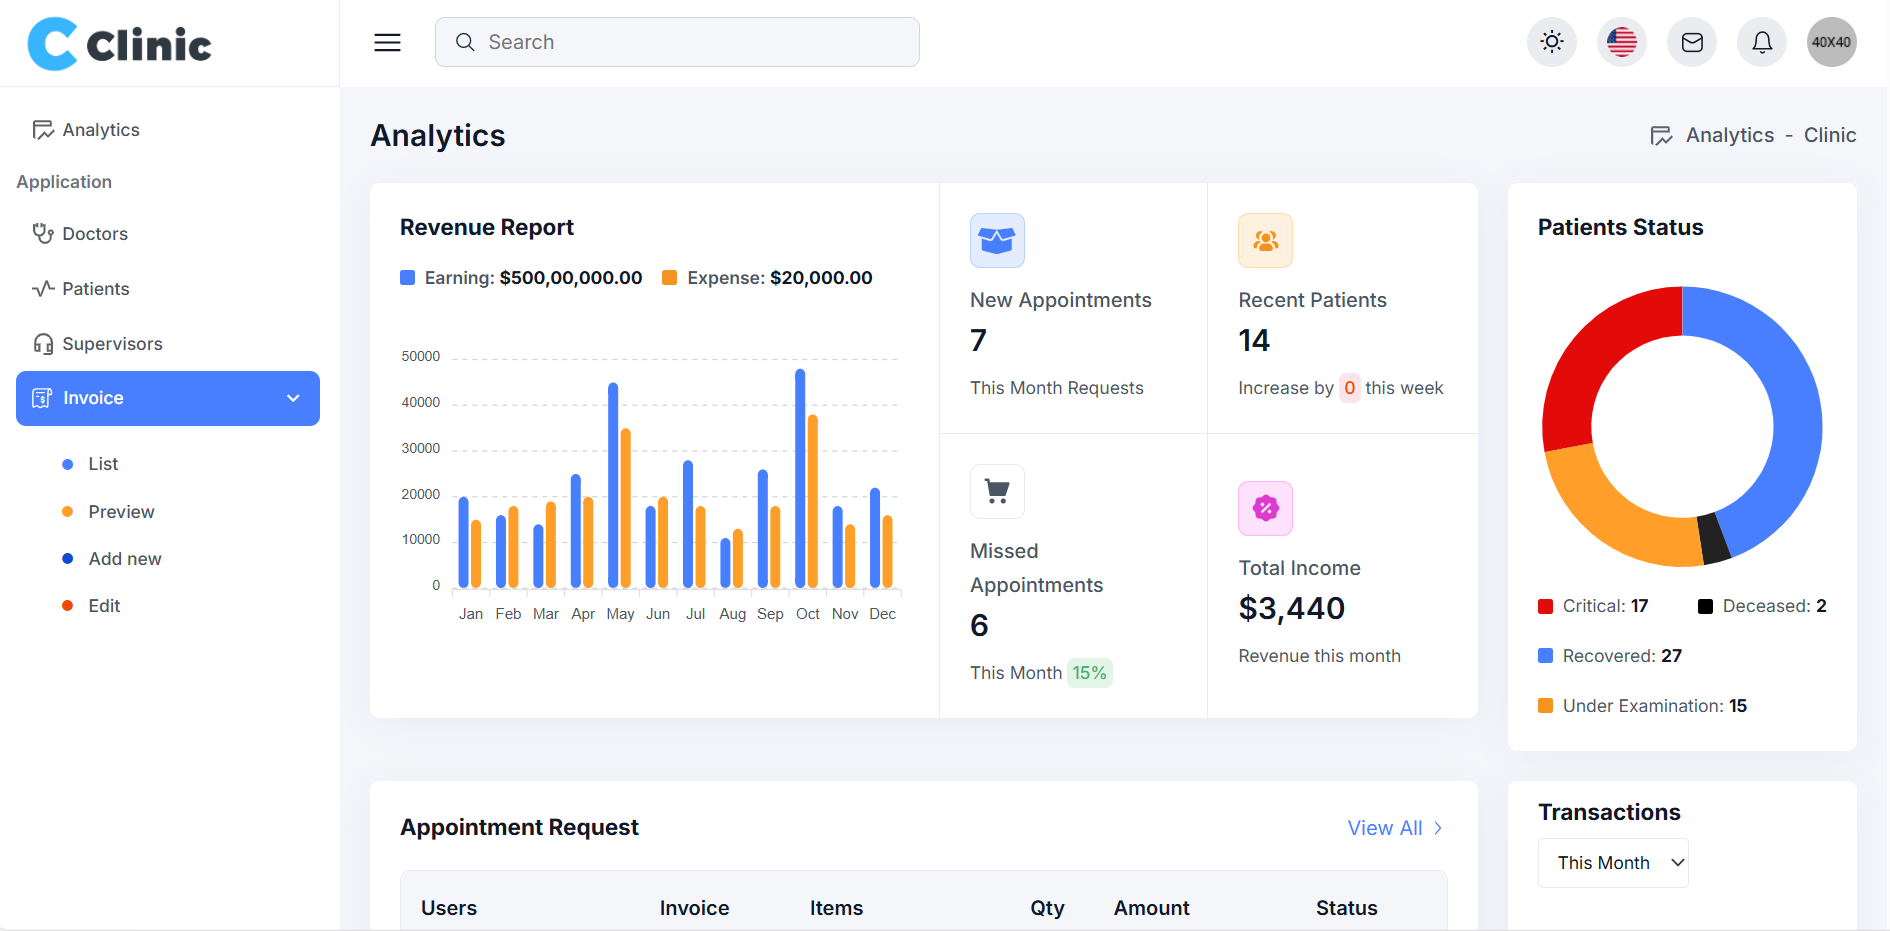 Clinic
Search
40X40
Analytics
Application
Doctors
Patients
Supervisors
Invoice
List
Preview
Add new
Edit
Analytics
Analytics - Clinic
Revenue Report
Earning: $500,00,000.00 Expense: $20,000.00
50000
40000
30000
20000
10000
0
Jan Feb Mar Apr May Jun Jul Aug Sep Oct Nov Dec
New Appointments
7
This Month Requests
Recent Patients
14
Increase by 0 this week
Missed
Appointments
6
This Month 15%
Total Income
$3,440
Revenue this month
Patients Status
Critical: 17 Deceased: 2
Recovered: 27
Under Examination: 15
Appointment Request
View All
Users Invoice Items Qty Amount Status
Transactions
This Month